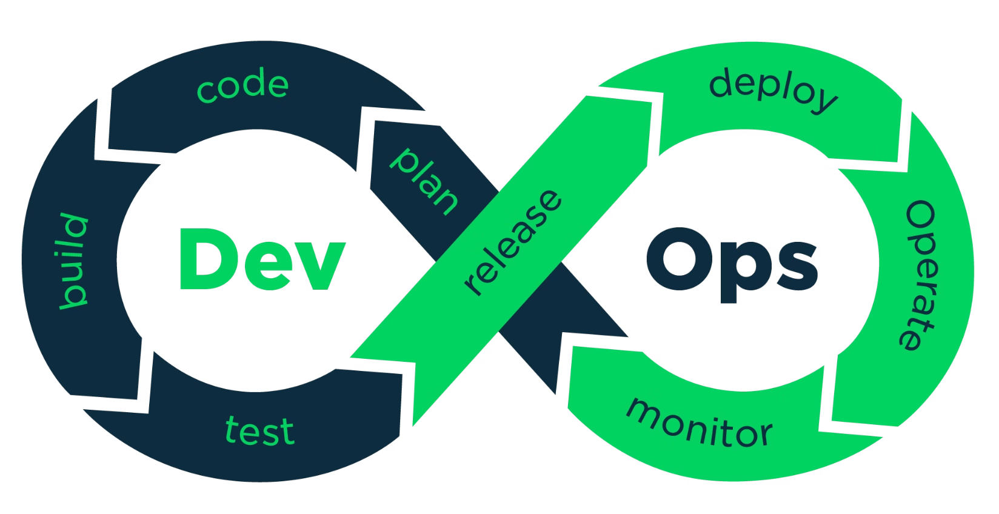 code
plan
build
test
Dev
release
deploy
Operate
monitor
Ops